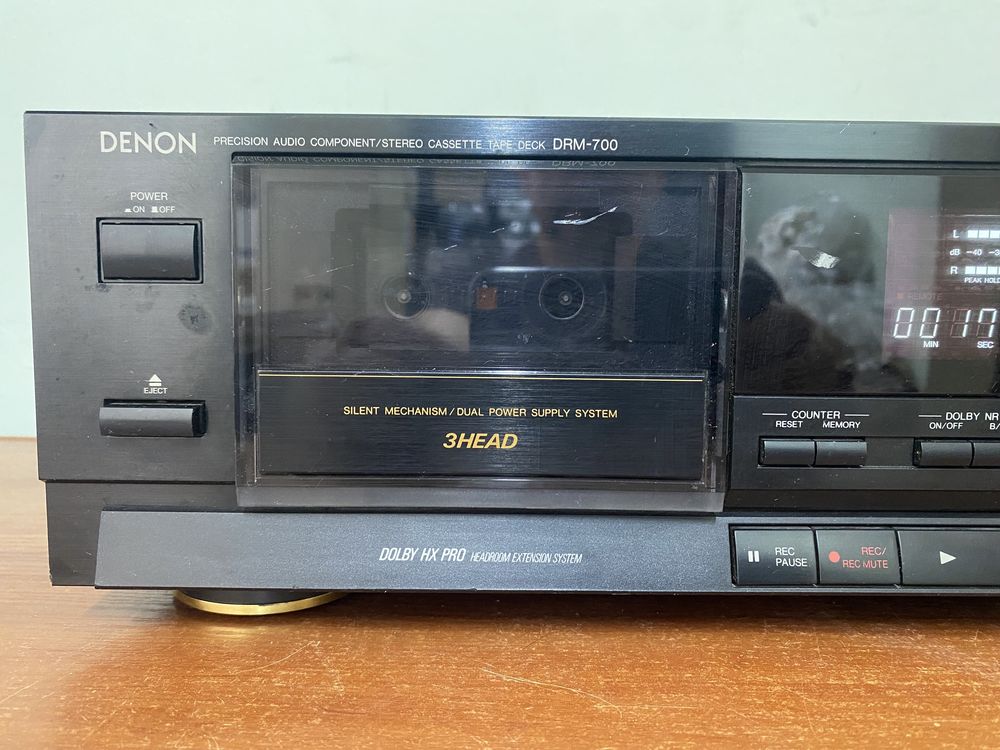 DENON PRECISION AUDIO COMPONENT/STEREO CASSETTE TAPE DECK DRM-700
POWER
ON OFF
EJECT
SILENT MECHANISM/DUAL POWER SUPPLY SYSTEM
3HEAD
DOLBY HX PRO HEADROOM EXTENSION SYSTEM
L
dB -40
R
PEAK HOLD
REMOTE
00 17
MIN SEC
COUNTER
RESET MEMORY
DOLBY NR
ON/OFF B/
REC PAUSE
REC/
REC MUTE